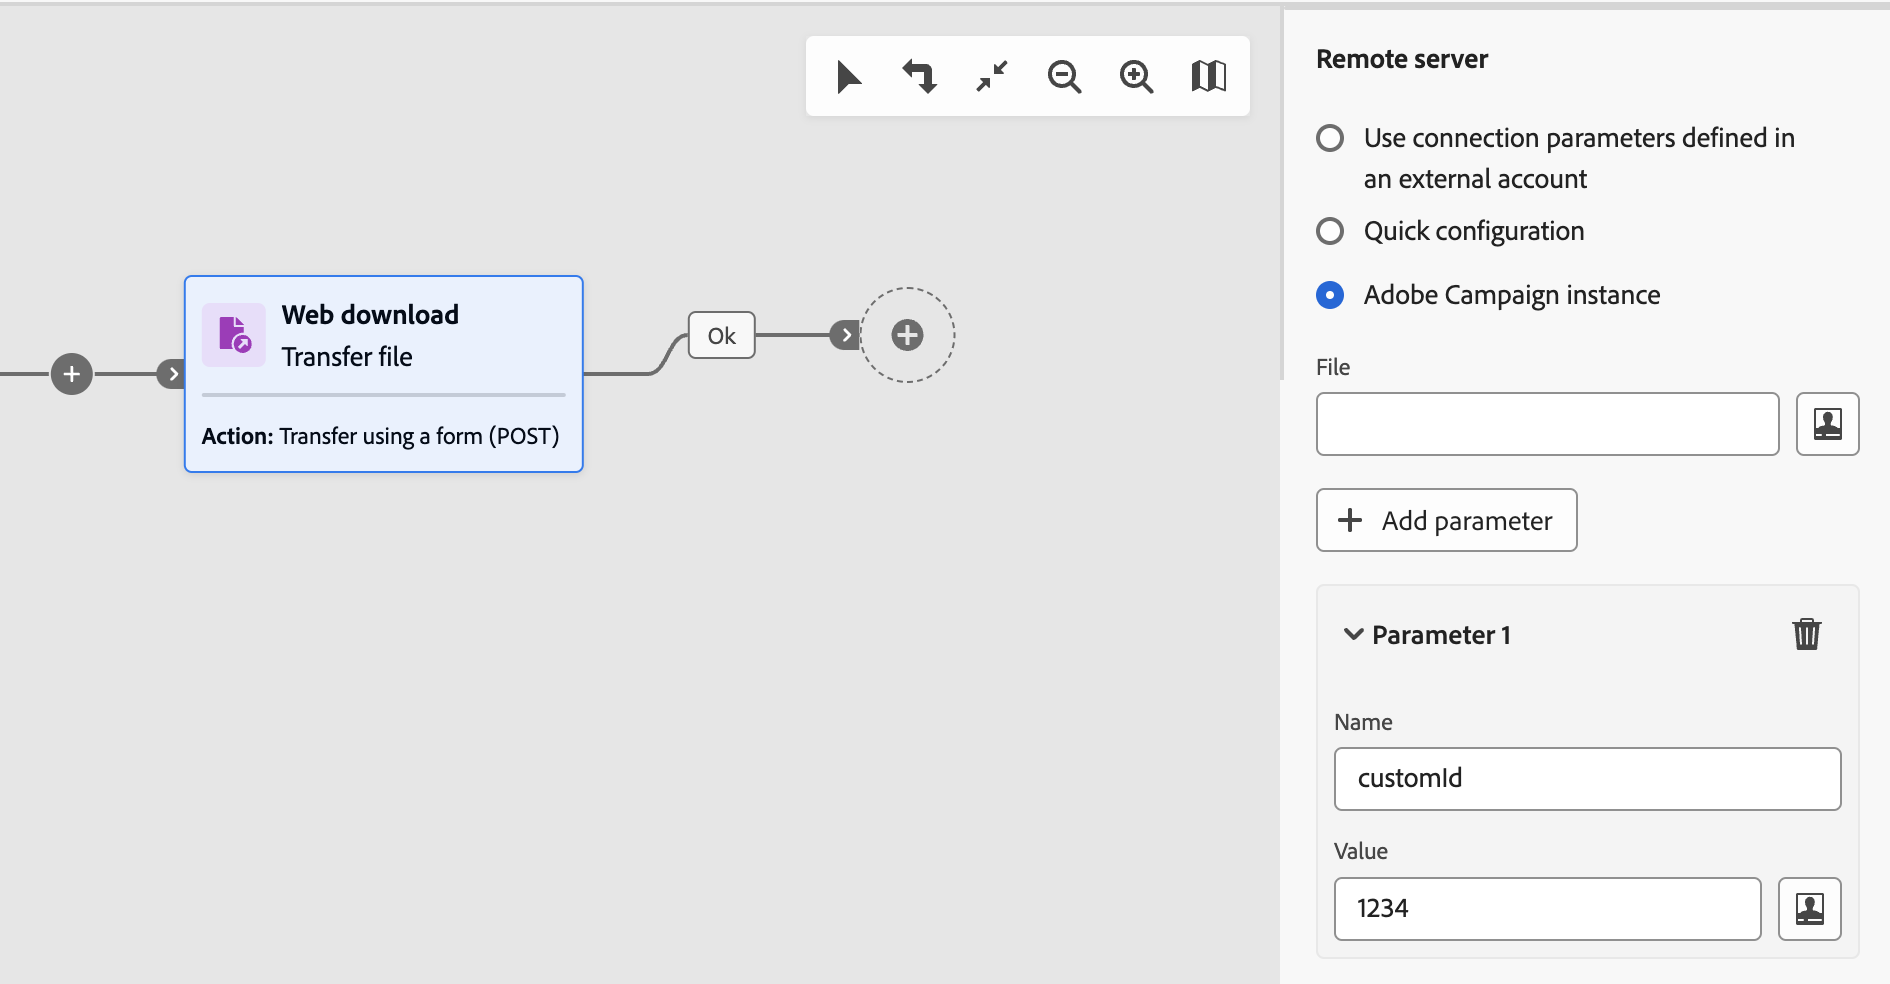 Web download
Transfer file
Action: Transfer using a form (POST)
Ok
Remote server
Use connection parameters defined in
an external account
Quick configuration
Adobe Campaign instance
File
Add parameter
Parameter 1
Name
customId
Value
1234